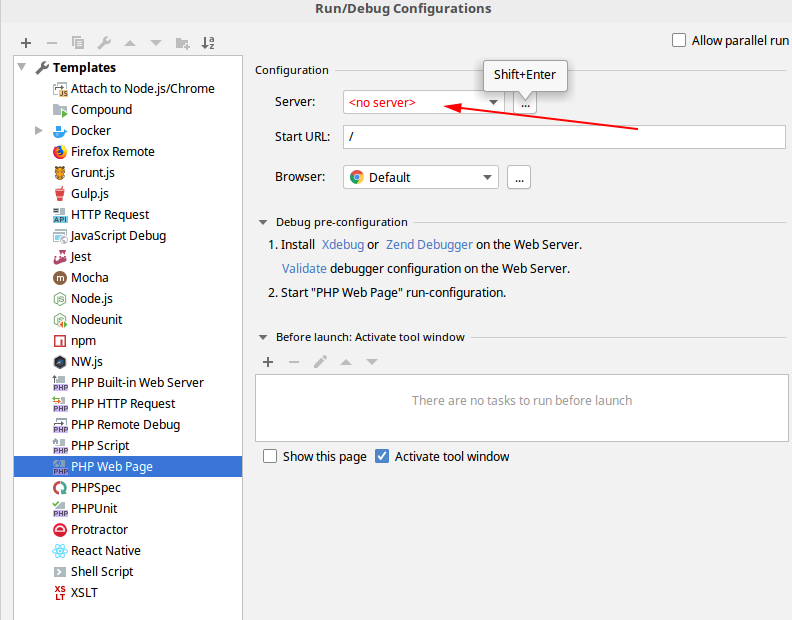 Run/Debug Configurations
Allow parallel run
Templates
Attach to Node.js/Chrome
Compound
Docker
Firefox Remote
Grunt.js
Gulp.js
HTTP Request
JavaScript Debug
Jest
Mocha
Node.js
Nodeunit
npm
NW.js
PHP Built-in Web Server
PHP HTTP Request
PHP Remote Debug
PHP Script
PHP Web Page
PHPSpec
PHPUnit
Protractor
React Native
Shell Script
XSLT
Configuration
Shift+Enter
Server: <no server> ...
Start URL: /
Browser: Default ...
Debug pre-configuration
1. Install Xdebug or Zend Debugger on the Web Server.
Validate debugger configuration on the Web Server.
2. Start "PHP Web Page" run-configuration.
Before launch: Activate tool window
There are no tasks to run before launch
Show this page Activate tool window